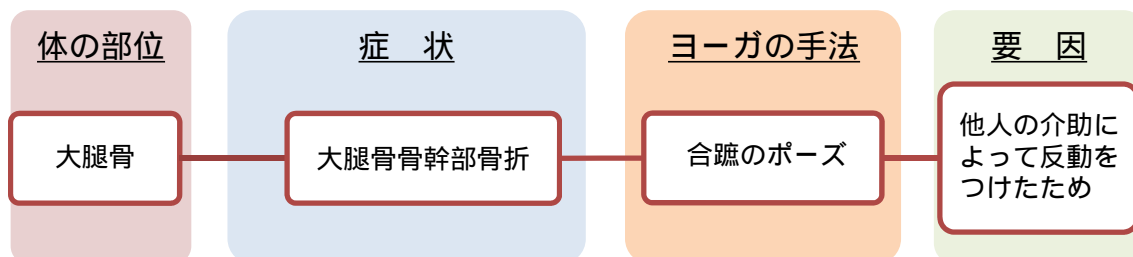 体の部位
症　状
ヨーガの手法
要　因
大腿骨
大腿骨骨幹部骨折
合蹠のポーズ
他人の介助に
よって反動を
つけたため